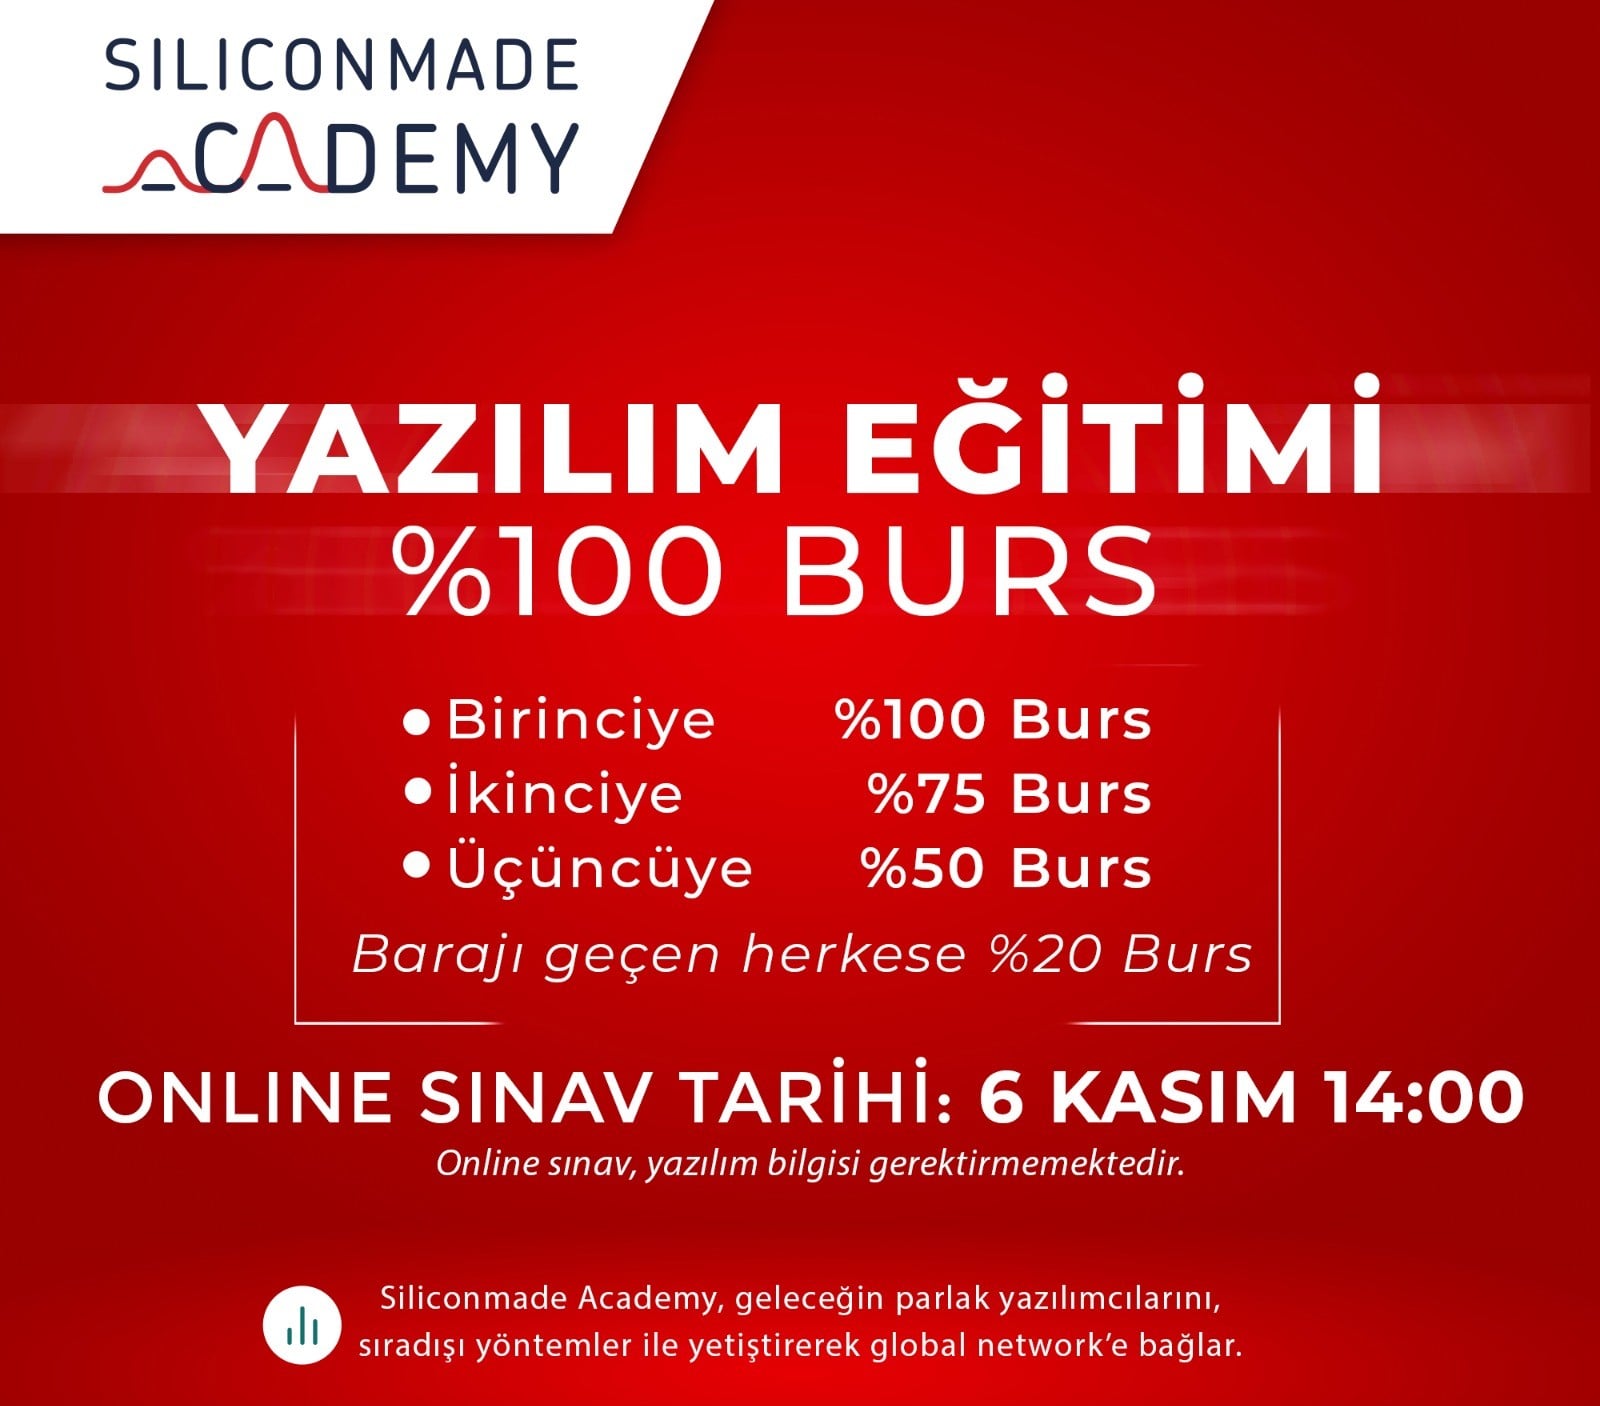 SILICONMADE
ACADEMY
YAZILIM EĞİTİMİ
%100 BURS
• Birinciye %100 Burs
• İkinciye %75 Burs
• Üçüncüye %50 Burs
Barajı geçen herkese %20 Burs
ONLINE SINAV TARİHİ: 6 KASIM 14:00
Online sınav, yazılım bilgisi gerektirmemektedir.
Siliconmade Academy, geleceğin parlak yazılımcılarını,
sıradışı yöntemler ile yetiştirerek global network’e bağlar.